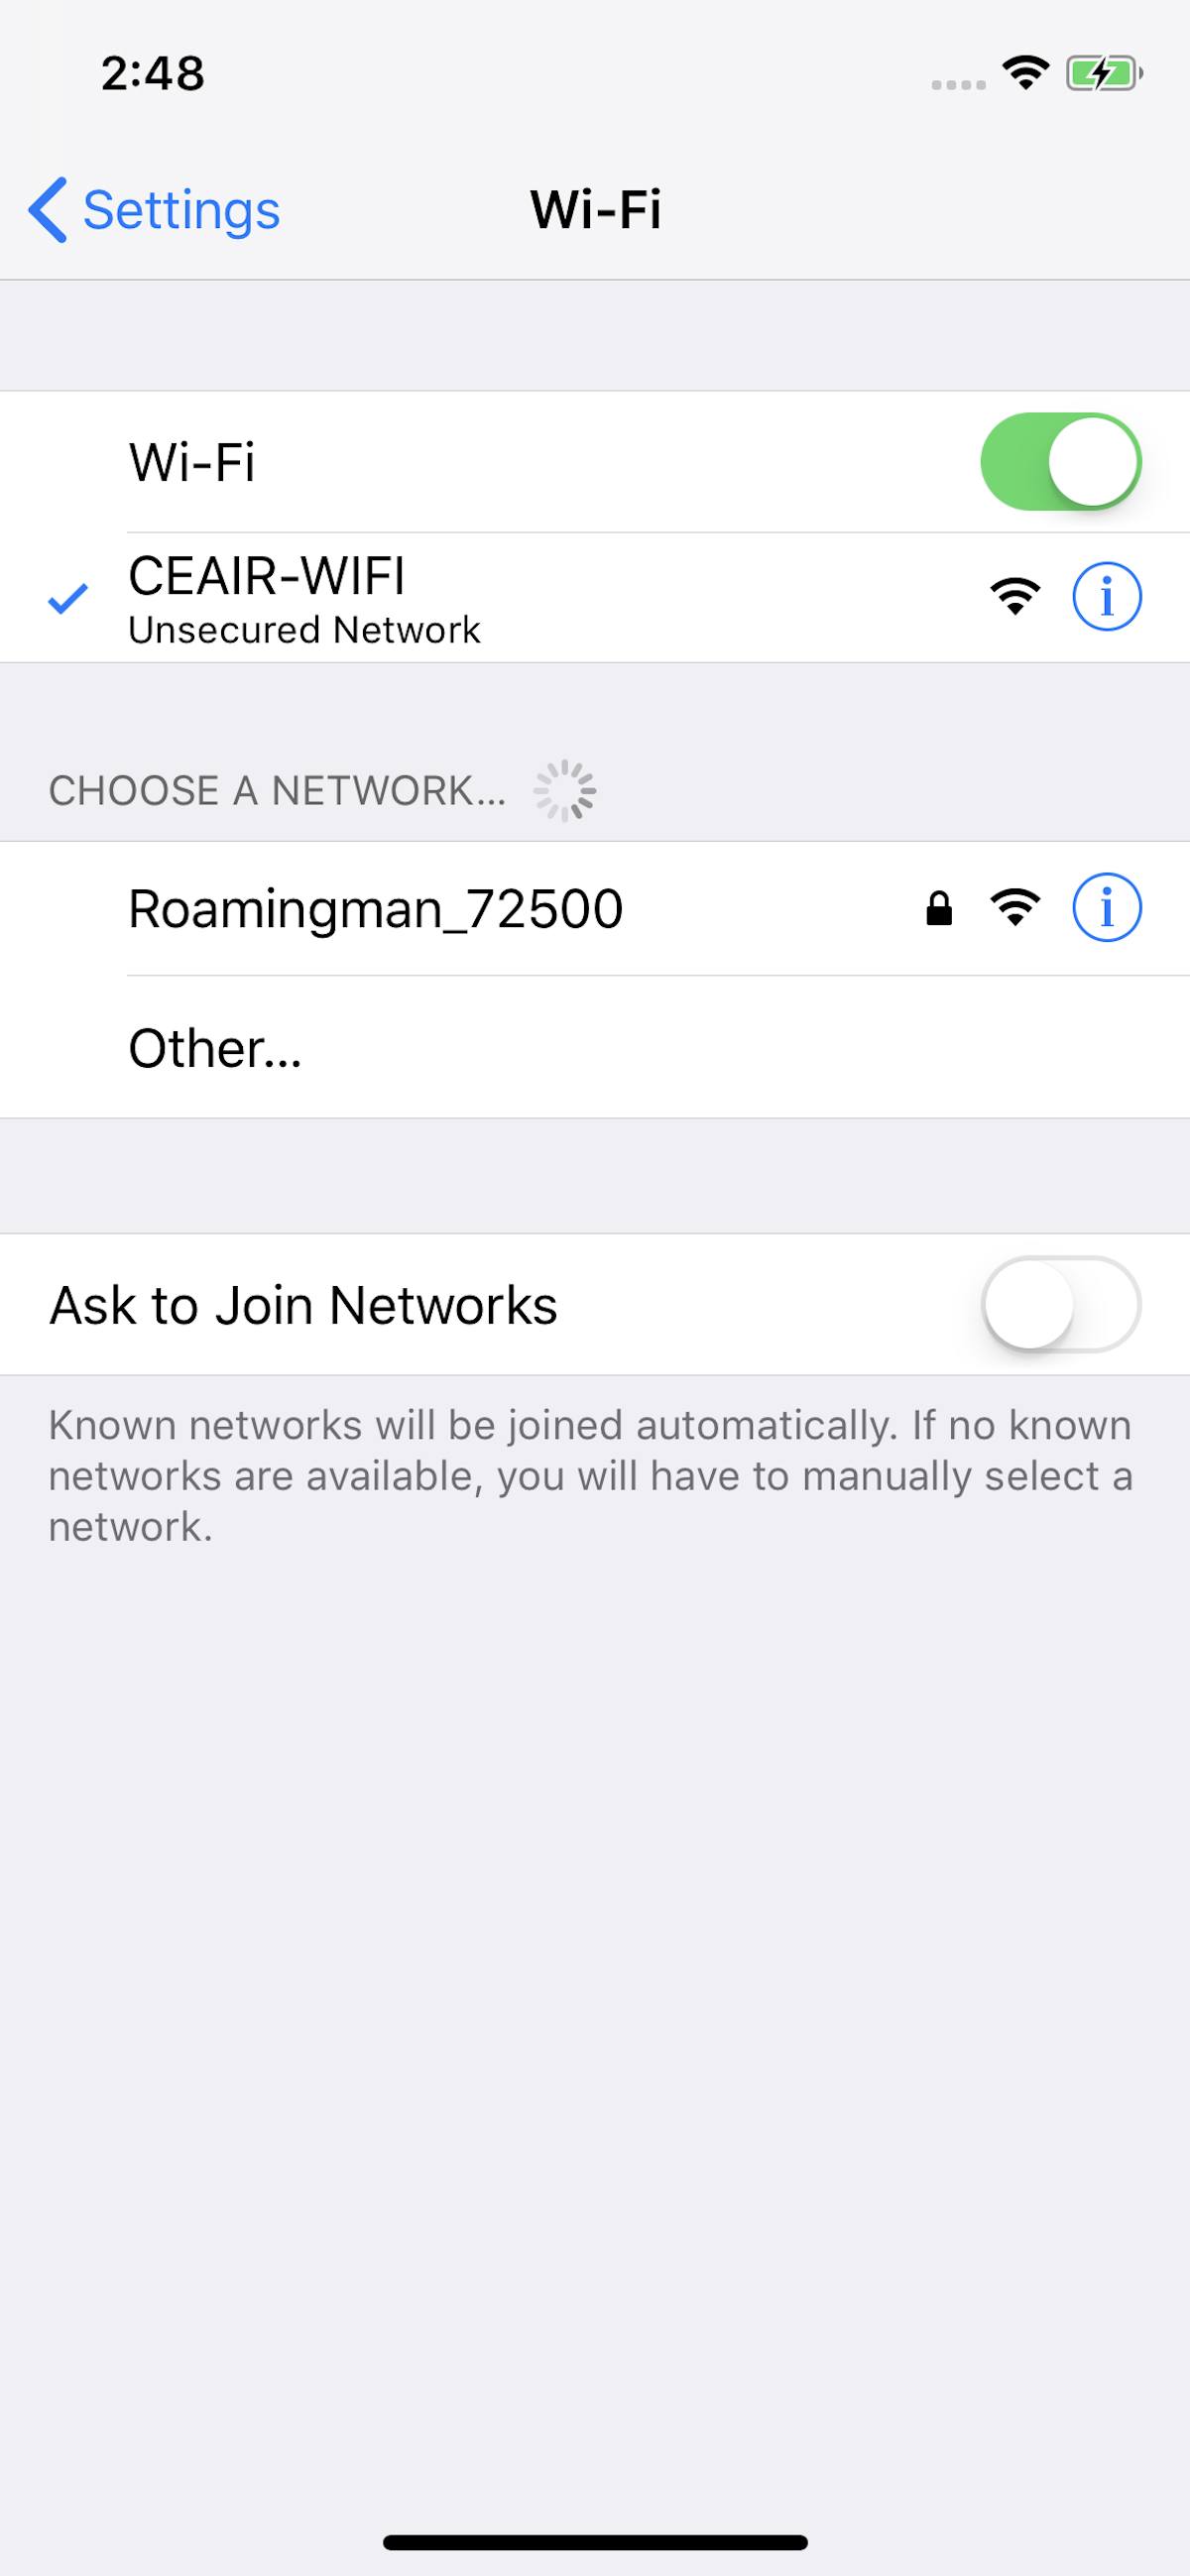 2:48
Settings
Wi-Fi
Wi-Fi
CEAIR-WIFI
Unsecured Network
CHOOSE A NETWORK...
Roamingman_72500
Other...
Ask to Join Networks
Known networks will be joined automatically. If no known
networks are available, you will have to manually select a
network.